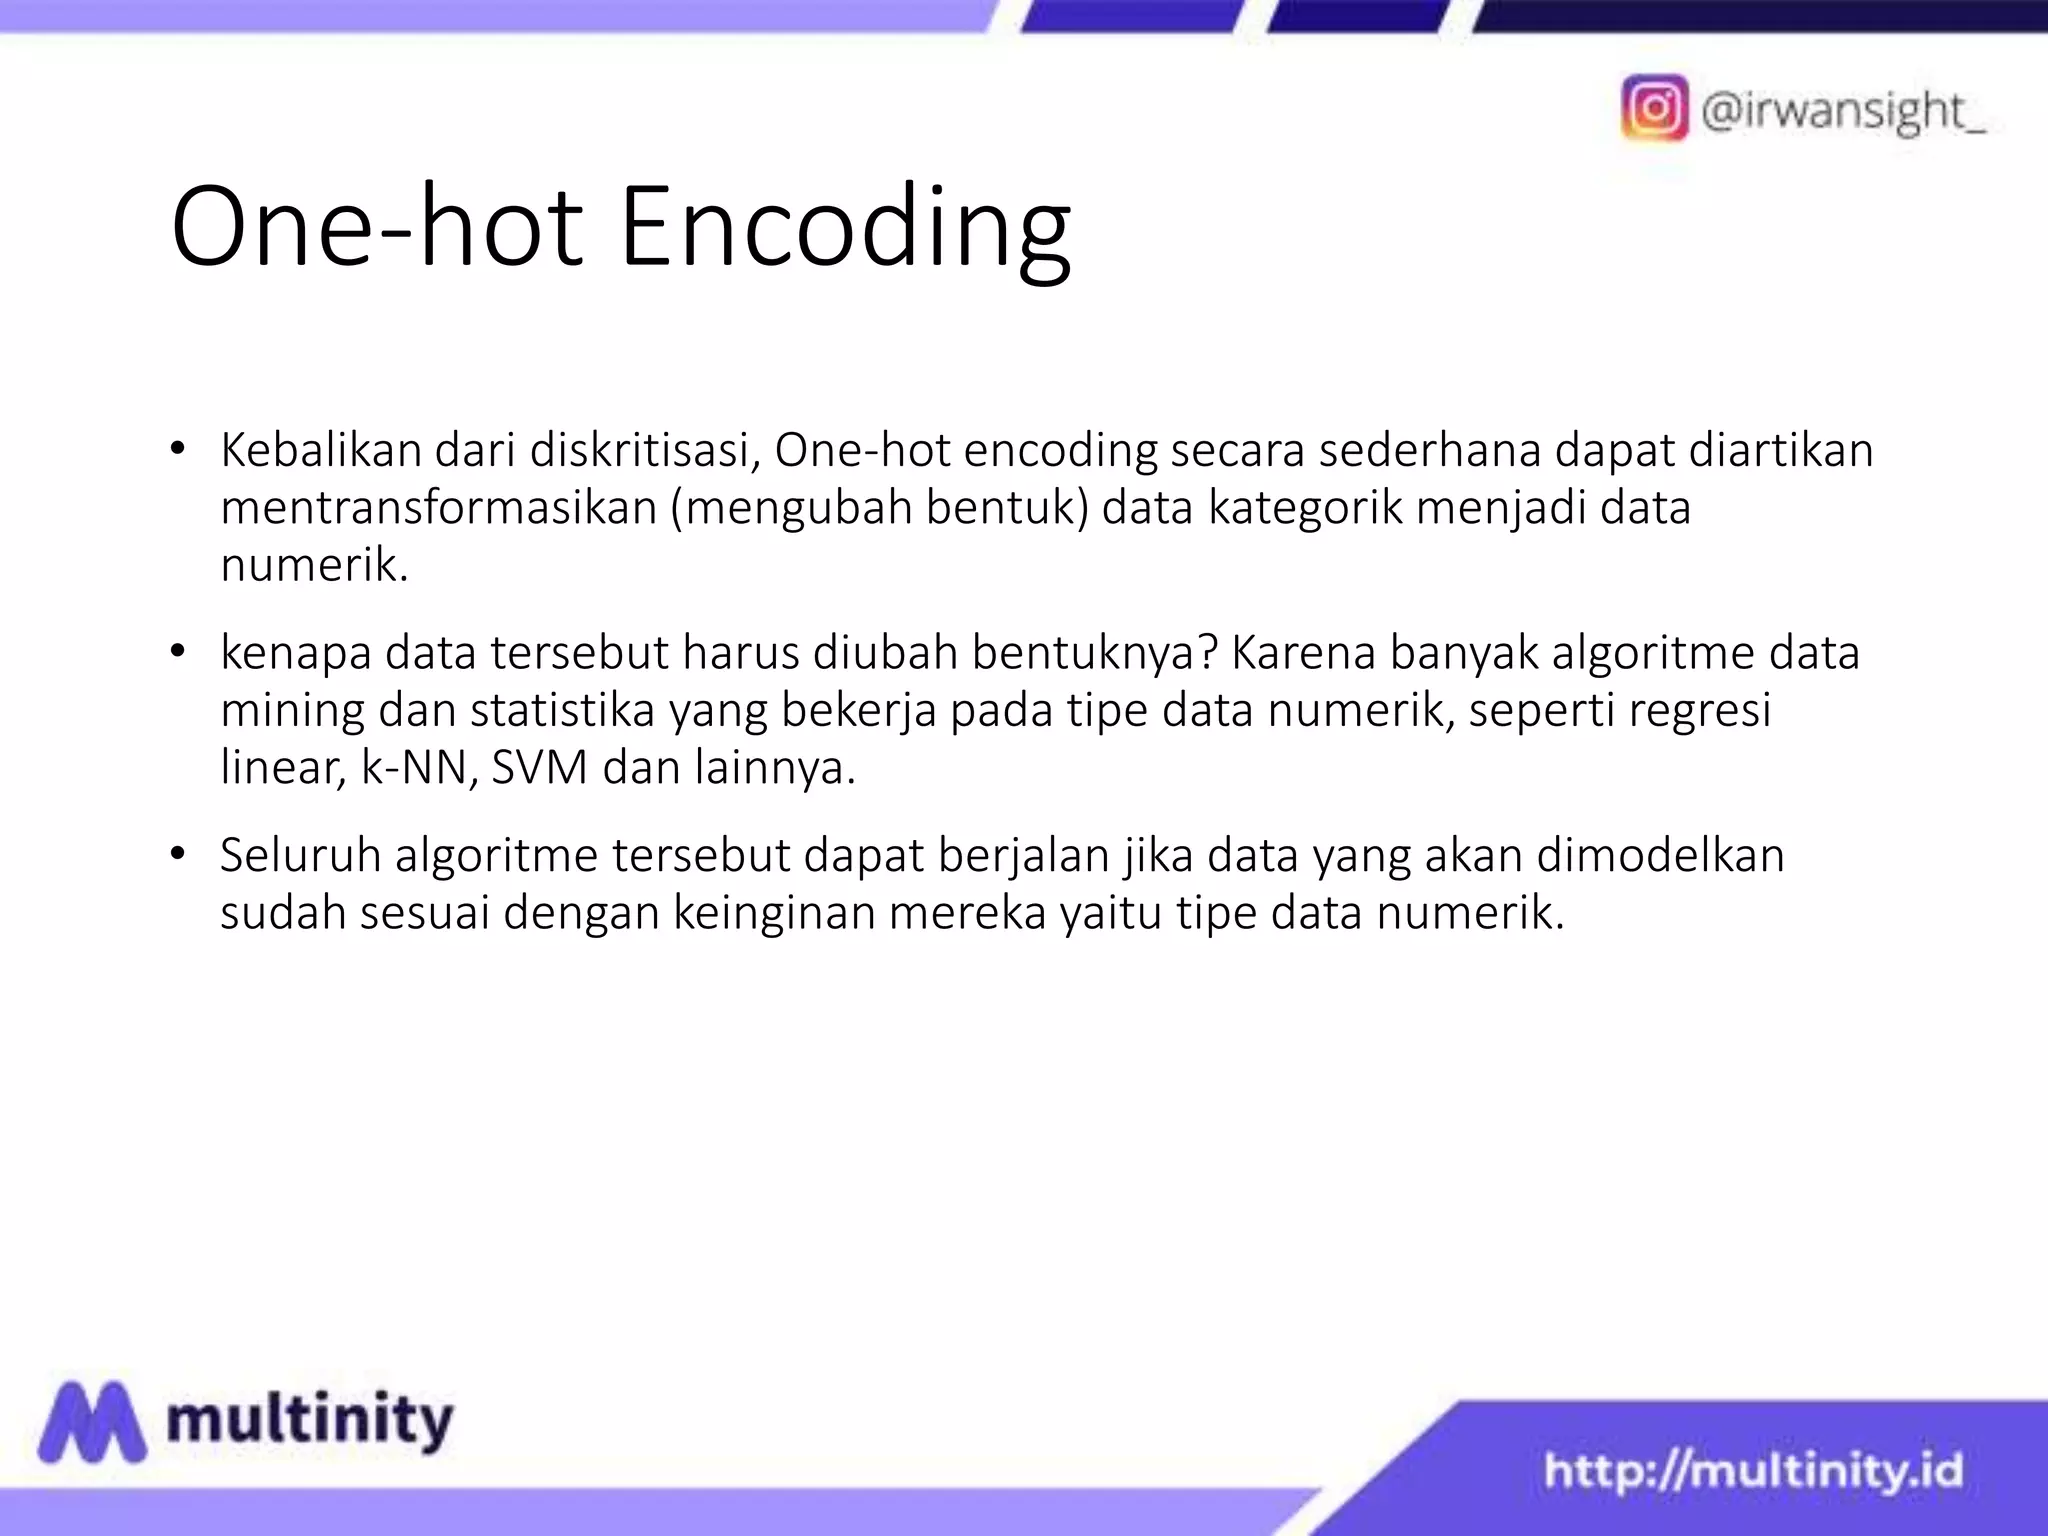 @irwansight_
One-hot Encoding
• Kebalikan dari diskritisasi, One-hot encoding secara sederhana dapat diartikan
mentransformasikan (mengubah bentuk) data kategorik menjadi data
numerik.
• kenapa data tersebut harus diubah bentuknya? Karena banyak algoritme data
mining dan statistika yang bekerja pada tipe data numerik, seperti regresi
linear, k-NN, SVM dan lainnya.
• Seluruh algoritme tersebut dapat berjalan jika data yang akan dimodelkan
sudah sesuai dengan keinginan mereka yaitu tipe data numerik.
multinity
http://multinity.id